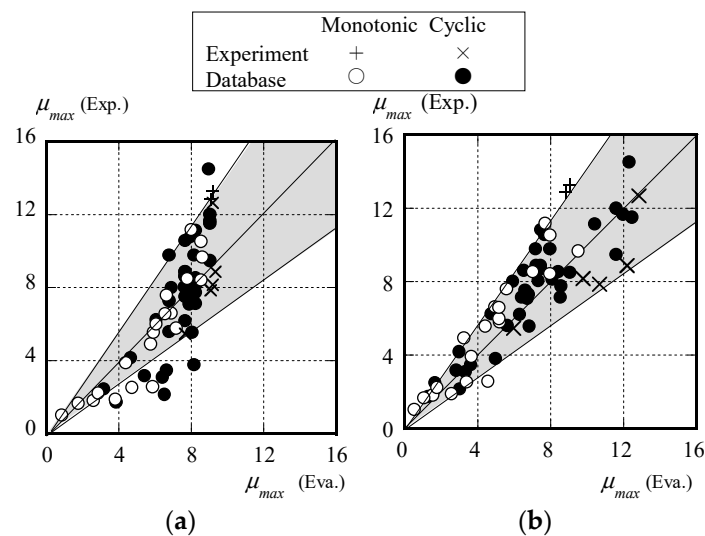 Monotonic Cyclic
Experiment + ×
Database ○ ●
μmax (Exp.)
16
12
8
4
0
4 8 12 16
μmax (Eva.)
(a)
μmax (Exp.)
16
12
8
4
0
0 4 8 12 16
μmax (Eva.)
(b)